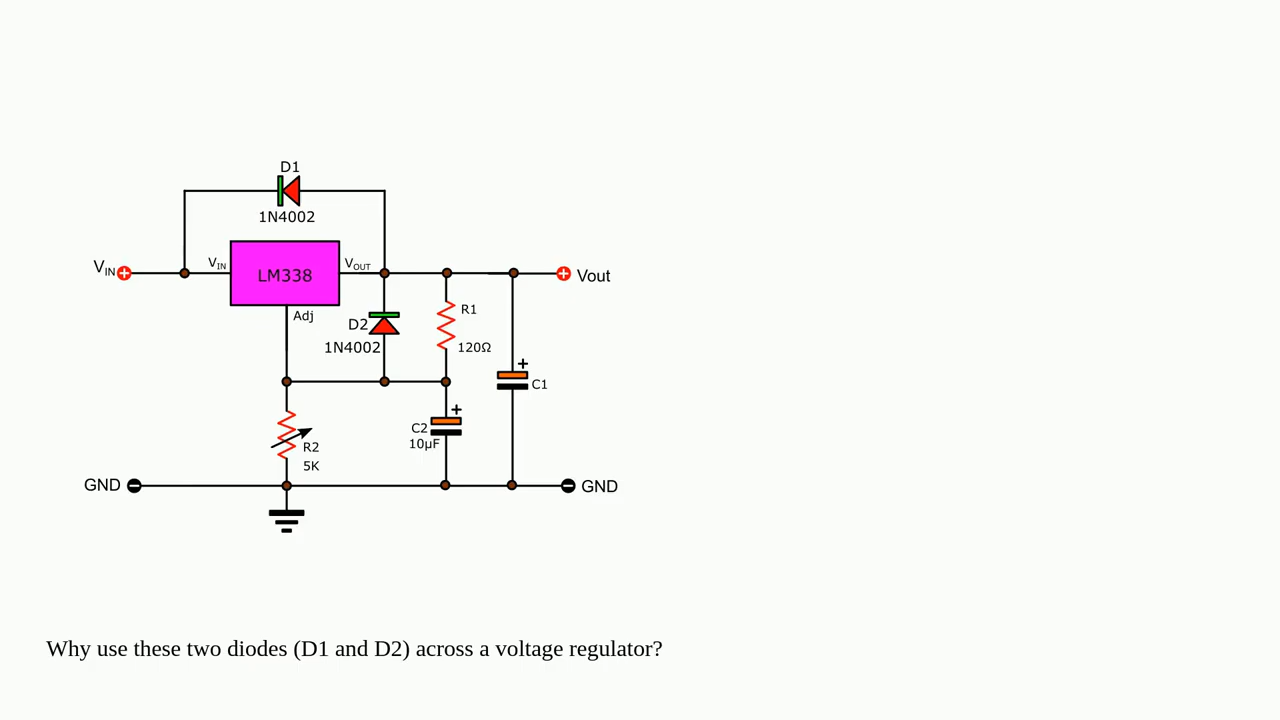 D1
1N4002
VIN
VIN
LM338
VOUT
Vout
Adj
D2
1N4002
R1
120Ω
+
C1
+
C2
10μF
R2
5K
GND
GND
Why use these two diodes (D1 and D2) across a voltage regulator?